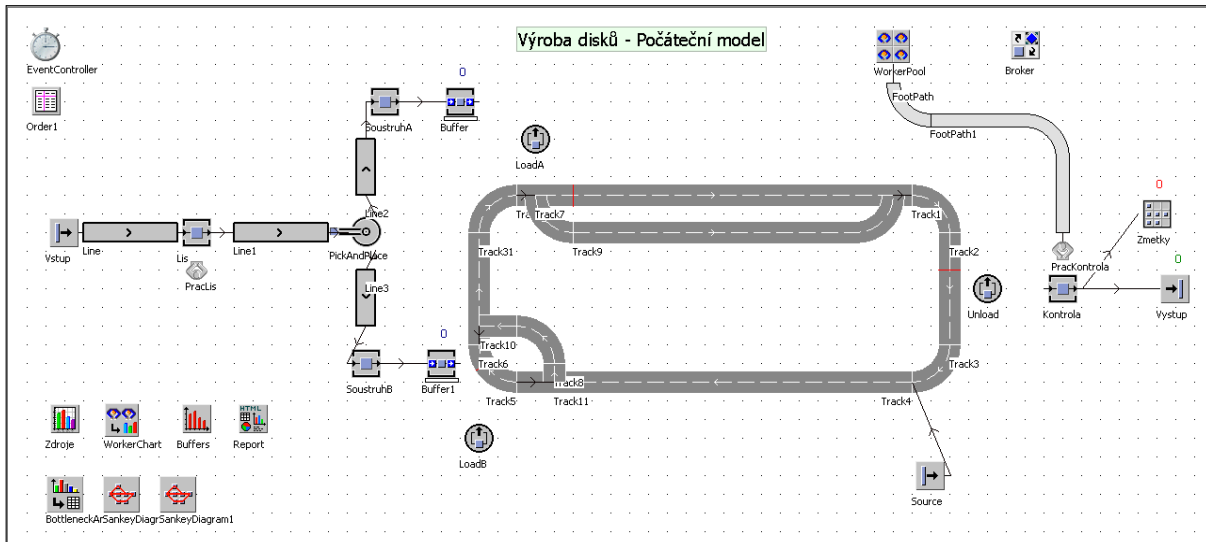 Výroba disků - Počáteční model
EventController
Order1
WorkerPool
Broker
FootPath
FootPath1
0
SoustruhA
Buffer
LoadA
Line2
Vstup
Line
Lis
Line1
PickAndPlace
PracLis
Line3
0
SoustruhB
Buffer1
LoadB
Track7
Track1
Track31
Track9
Track2
Track10
Track6
Track5
Track8
Track11
Track3
Track4
Unload
0
Zmetky
PracKontrola
0
Kontrola
Vystup
Source
Zdroje
WorkerChart
Buffers
HTML
Report
SankeyDiagram1